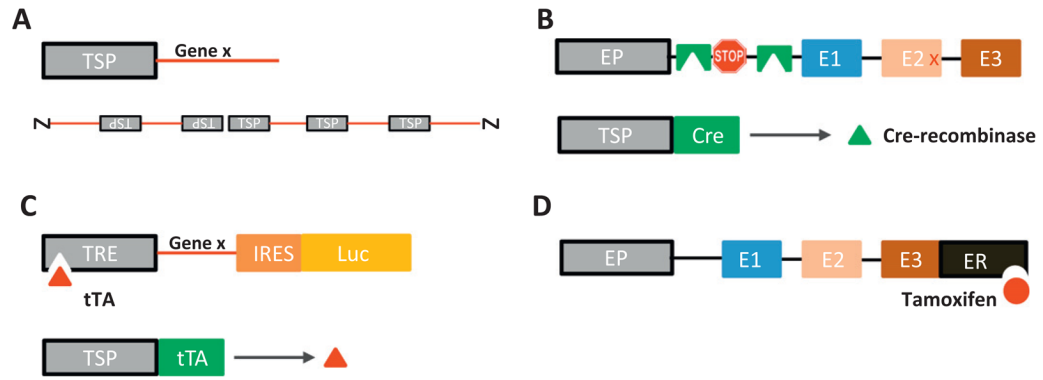 A
TSP
Gene x
Z
TSP
TSP
TSP
TSP
TSP
Z
B
EP
STOP
E1
E2
x
E3
TSP
Cre
Cre-recombinase
C
TRE
Gene x
IRES
Luc
tTA
TSP
tTA
D
EP
E1
E2
E3
ER
Tamoxifen